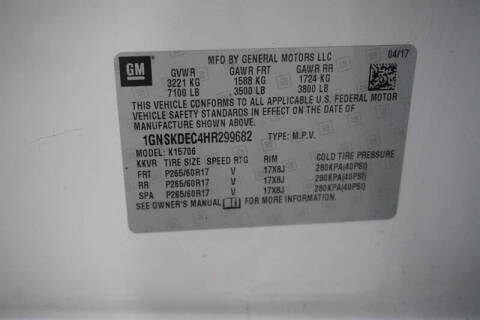 GM
MFD BY GENERAL MOTORS LLC
04/17
GVWR GAWR FRT GAWR RR
3221 KG 1588 KG 1724 KG
7100 LB 3500 LB 3800 LB
THIS VEHICLE CONFORMS TO ALL APPLICABLE U.S. FEDERAL MOTOR
VEHICLE SAFETY STANDARDS IN EFFECT ON THE DATE OF
MANUFACTURE SHOWN ABOVE.
1GNSKDEC4HR299682 TYPE: M.P.V.
MODEL: K15706
KKVR TIRE SIZE SPEED RTG RIM COLD TIRE PRESSURE
FRT P265/60R17 V 17X8J 280KPA(40PSI)
RR P265/60R17 V 17X8J 280KPA(40PSI)
SPA P265/60R17 V 17X8J 280KPA(40PSI)
SEE OWNER'S MANUAL FOR MORE INFORMATION.